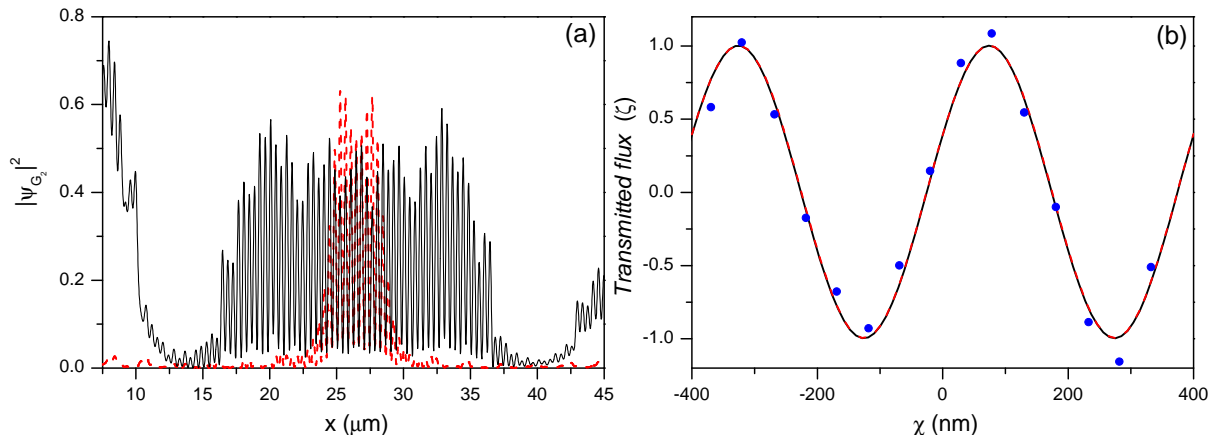 (a)
|ψ_G₂|²
0.8
0.6
0.4
0.2
0.0
10 15 20 25 30 35 40 45
x (μm)
(b)
Transmitted flux (ζ)
1.0
0.5
0.0
-0.5
-1.0
-400 -200 0 200 400
χ (nm)